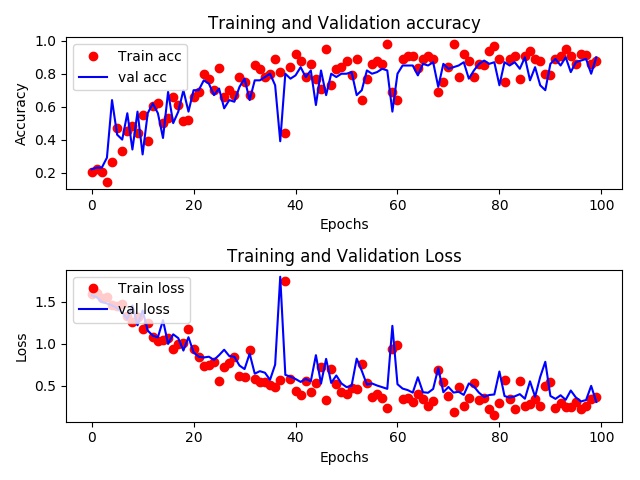 Training and Validation accuracy
1.0
0.8
0.6
0.4
0.2
Accuracy
Train acc
val acc
0 20 40 60 80 100
Epochs
Training and Validation Loss
1.5
1.0
0.5
Loss
Train loss
val loss
0 20 40 60 80 100
Epochs